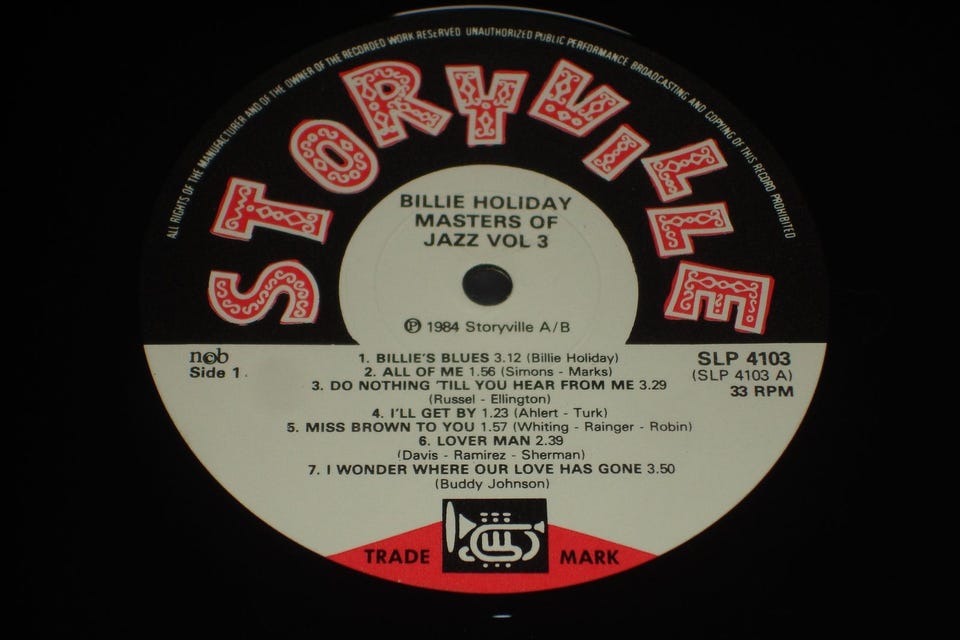 ALL RIGHTS OF THE MANUFACTURER AND OF THE OWNER OF THE RECORDED WORK RESERVED UNAUTHORIZED PUBLIC PERFORMANCE BROADCASTING AND COPYING OF THIS RECORD PROHIBITED
STORYVILLE
BILLIE HOLIDAY
MASTERS OF
JAZZ VOL 3
℗ 1984 Storyville A/B
n©b
Side 1
SLP 4103
(SLP 4103 A)
33 RPM
1. BILLIE'S BLUES 3.12 (Billie Holiday)
2. ALL OF ME 1.56 (Simons - Marks)
3. DO NOTHING 'TILL YOU HEAR FROM ME 3.29
(Russel - Ellington)
4. I'LL GET BY 1.23 (Ahlert - Turk)
5. MISS BROWN TO YOU 1.57 (Whiting - Rainger - Robin)
6. LOVER MAN 2.39
(Davis - Ramirez - Sherman)
7. I WONDER WHERE OUR LOVE HAS GONE 3.50
(Buddy Johnson)
TRADE MARK